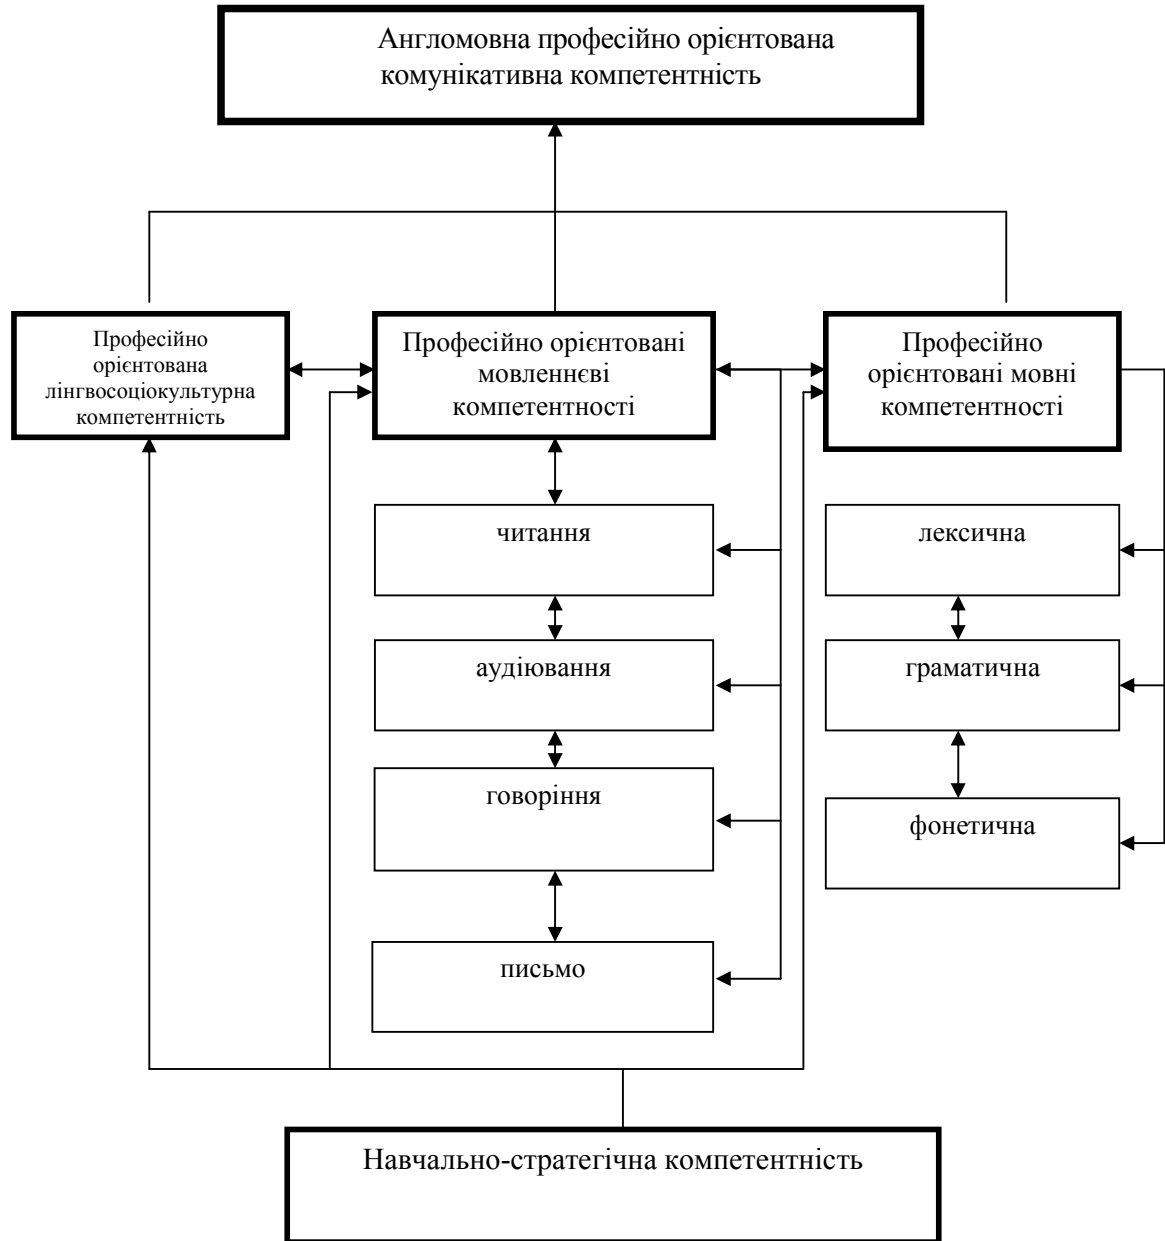 Англомовна професійно орієнтована
комунікативна компетентність
Професійно
орієнтована
лінгвосоціокультурна
компетентність
Професійно орієнтовані
мовленнєві
компетентності
Професійно
орієнтовані мовні
компетентності
читання
лексична
аудіювання
граматична
говоріння
фонетична
письмо
Навчально-стратегічна компетентність